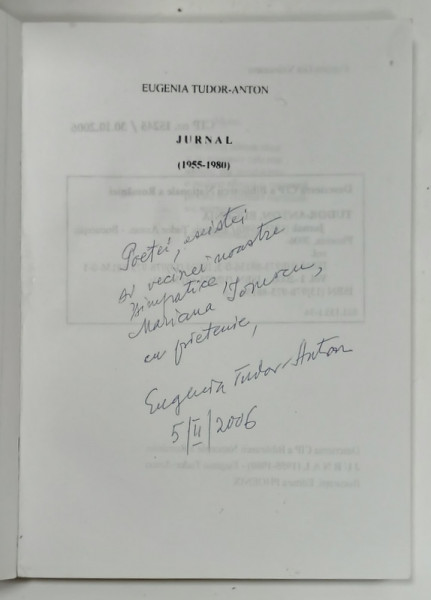 EUGENIA TUDOR-ANTON
JURNAL
(1955-1980)
Poetei, eseistei
și vecinei noastre
simpatice,
Mariana Ionescu,
cu prietenie,
Eugenia Tudor-Anton
5/II/2006